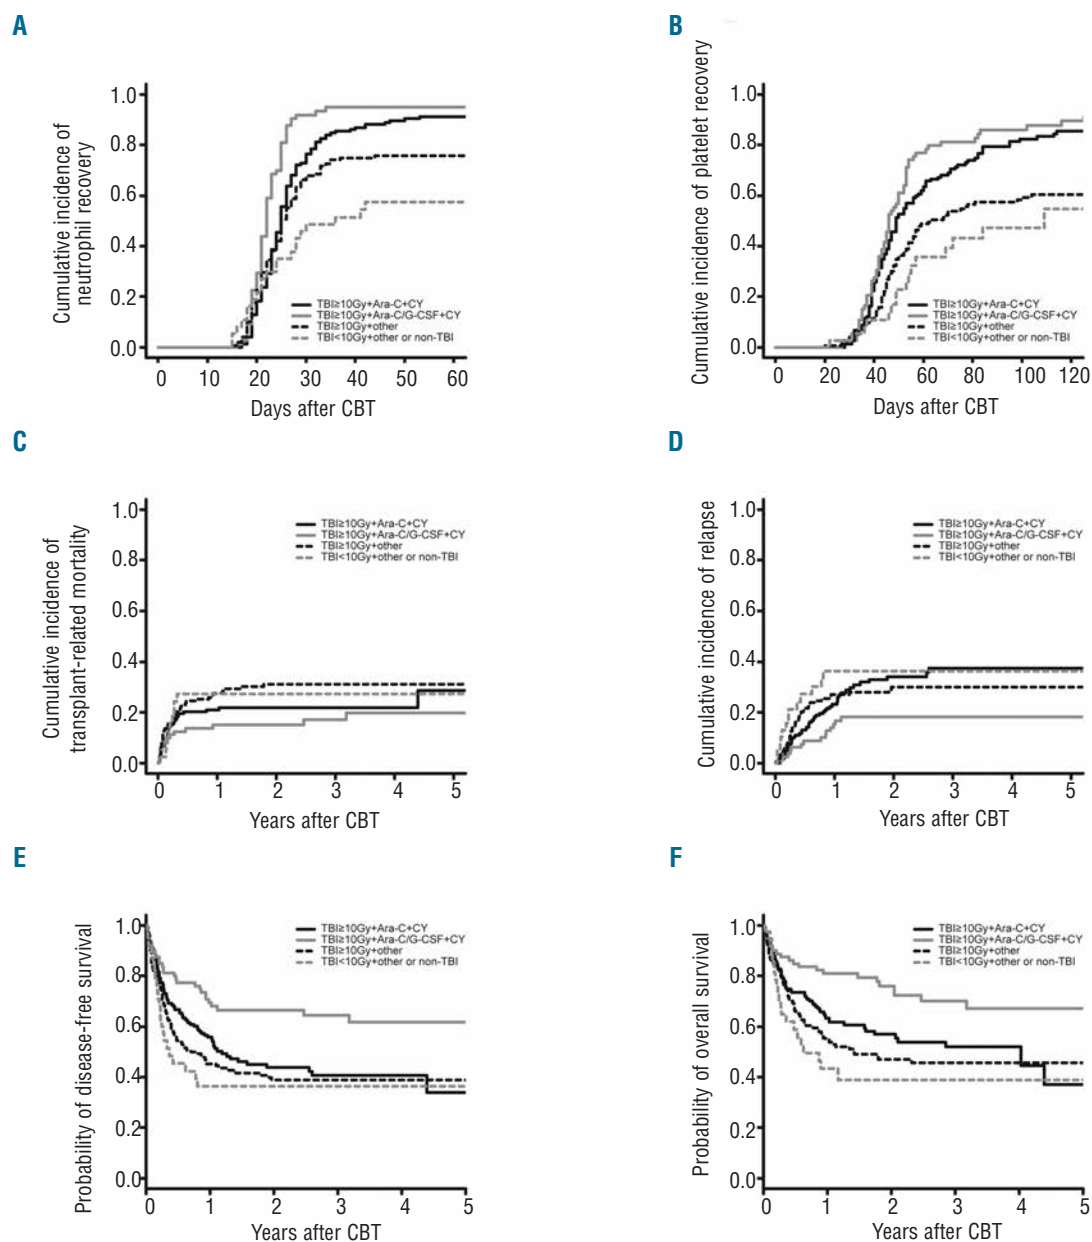 A
Cumulative incidence of
neutrophil recovery
1.0
0.8
0.6
0.4
0.2
0.0
TBI≥10Gy+Ara-C+CY
TBI≥10Gy+Ara-C/G-CSF+CY
TBI≥10Gy+other
TBI<10Gy+other or non-TBI
0 10 20 30 40 50 60
Days after CBT
B
Cumulative incidence of platelet recovery
1.0
0.8
0.6
0.4
0.2
0.0
TBI≥10Gy+Ara-C+CY
TBI≥10Gy+Ara-C/G-CSF+CY
TBI≥10Gy+other
TBI<10Gy+other or non-TBI
0 20 40 60 80 100 120
Days after CBT
C
Cumulative incidence of
transplant-related mortality
1.0
0.8
0.6
0.4
0.2
0.0
TBI≥10Gy+Ara-C+CY
TBI≥10Gy+Ara-C/G-CSF+CY
TBI≥10Gy+other
TBI<10Gy+other or non-TBI
0 1 2 3 4 5
Years after CBT
D
Cumulative incidence of relapse
1.0
0.8
0.6
0.4
0.2
0.0
TBI≥10Gy+Ara-C+CY
TBI≥10Gy+Ara-C/G-CSF+CY
TBI≥10Gy+other
TBI<10Gy+other or non-TBI
0 1 2 3 4 5
Years after CBT
E
Probability of disease-free survival
1.0
0.8
0.6
0.4
0.2
0.0
TBI≥10Gy+Ara-C+CY
TBI≥10Gy+Ara-C/G-CSF+CY
TBI≥10Gy+other
TBI<10Gy+other or non-TBI
0 1 2 3 4 5
Years after CBT
F
Probability of overall survival
1.0
0.8
0.6
0.4
0.2
0.0
TBI≥10Gy+Ara-C+CY
TBI≥10Gy+Ara-C/G-CSF+CY
TBI≥10Gy+other
TBI<10Gy+other or non-TBI
0 1 2 3 4 5
Years after CBT